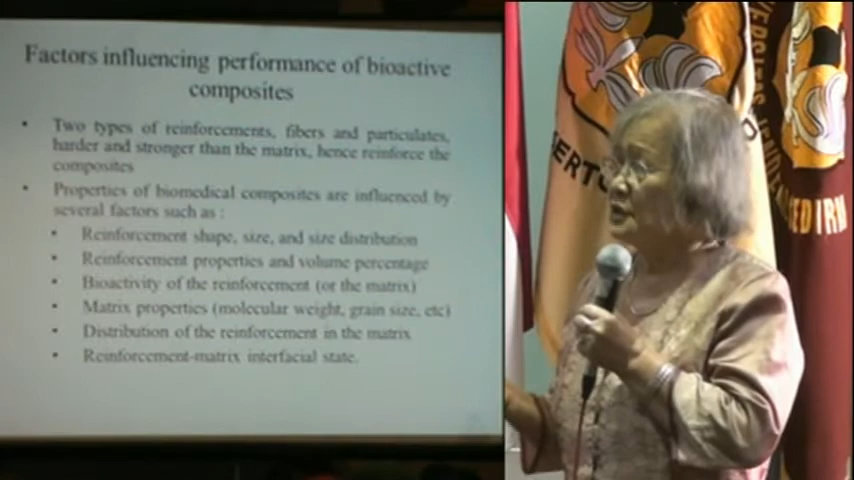 Factors influencing performance of bioactive
composites
• Two types of reinforcements, fibers and particulates,
harder and stronger than the matrix, hence reinforce the
composites
• Properties of biomedical composites are influenced by
several factors such as :
• Reinforcement shape, size, and size distribution
• Reinforcement properties and volume percentage
• Bioactivity of the reinforcement (or the matrix)
• Matrix properties (molecular weight, grain size, etc)
• Distribution of the reinforcement in the matrix
• Reinforcement-matrix interfacial state.
ERTO